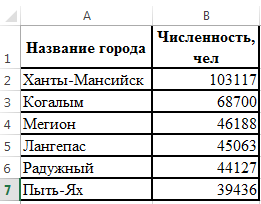 A B
1 Название города Численность,
чел
2 Ханты-Мансийск 103117
3 Когалым 68700
4 Мегион 46188
5 Лангепас 45063
6 Радужный 44127
7 Пыть-Ях 39436